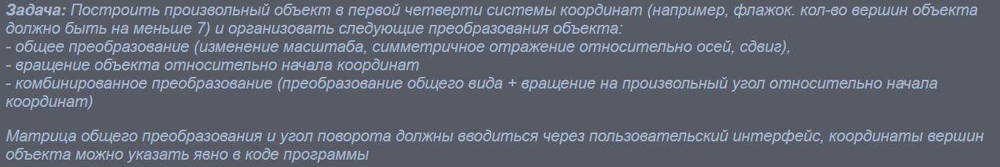 Задача: Построить произвольный объект в первой четверти системы координат (например, флажок. кол-во вершин объекта
должно быть на меньше 7) и организовать следующие преобразования объекта:
- общее преобразование (изменение масштаба, симметричное отражение относительно осей, сдвиг),
- вращение объекта относительно начала координат
- комбинированное преобразование (преобразование общего вида + вращение на произвольный угол относительно начала
координат)
Матрица общего преобразования и угол поворота должны вводиться через пользовательский интерфейс, координаты вершин
объекта можно указать явно в коде программы